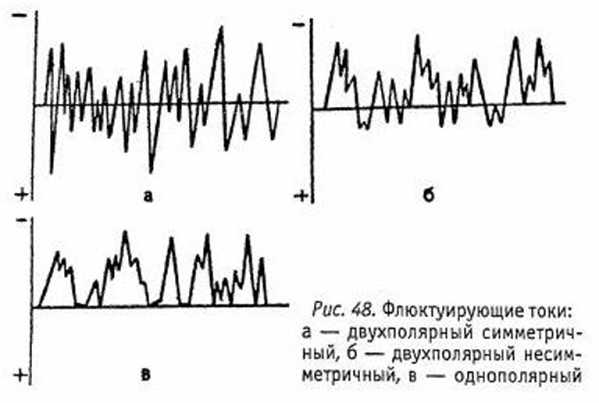 −
−
+
а
+
б
−
+
в
Рис. 48. Флюктуирующие токи:
а — двухполярный симметрич-
ный, б — двухполярный несим-
метричный, в — однополярный